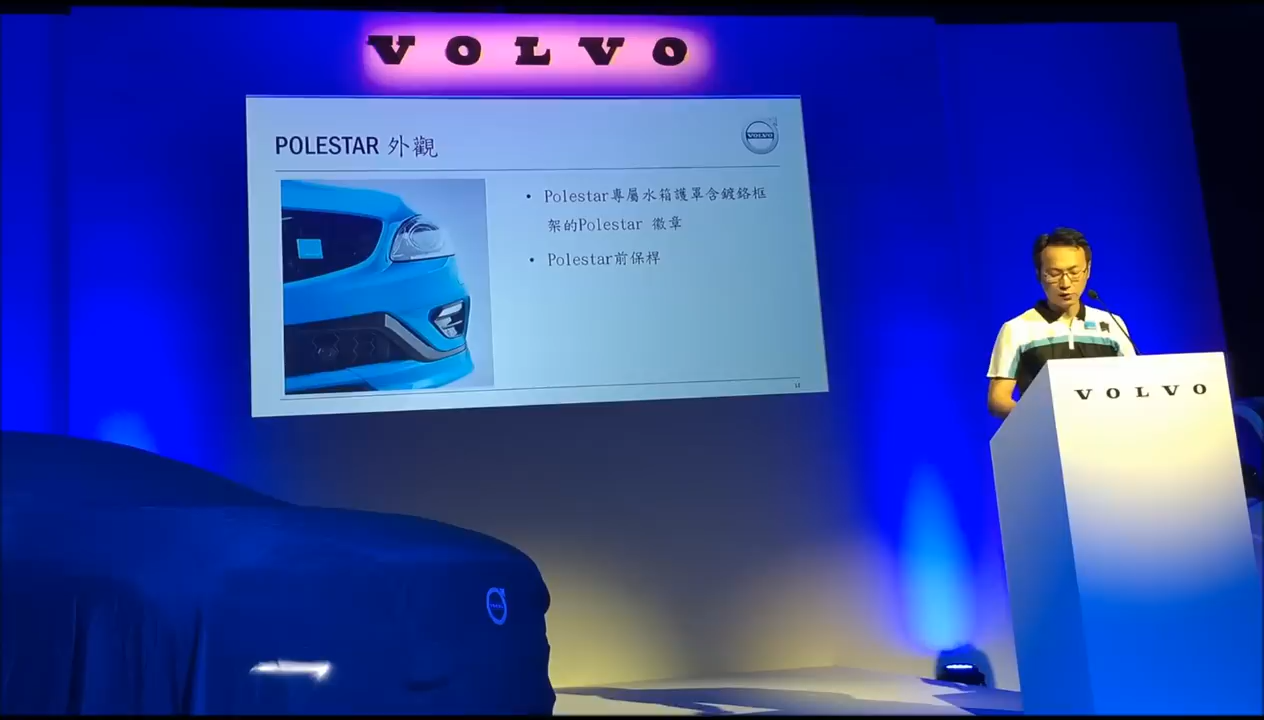 VOLVO
POLESTAR 外觀
VOLVO
• Polestar專屬水箱護罩含鍍鉻框
架的Polestar 徽章
• Polestar前保桿
12
VOLVO